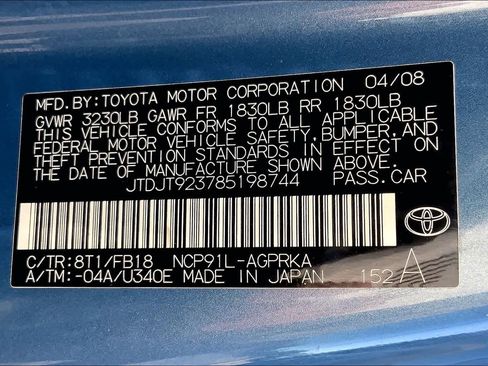 MFD.BY:TOYOTA MOTOR CORPORATION 04/08
GVWR 3230LB GAWR FR 1830LB RR 1830LB
THIS VEHICLE CONFORMS TO ALL APPLICABLE
FEDERAL MOTOR VEHICLE SAFETY,BUMPER,AND
THEFT PREVENTION STANDARDS IN EFFECT ON
THE DATE OF MANUFACTURE SHOWN ABOVE.
JTDJT923785198744 PASS.CAR
C/TR:8T1/FB18 NCP91L-AGPRKA
A/TM:-04A/U340E MADE IN JAPAN 152 A